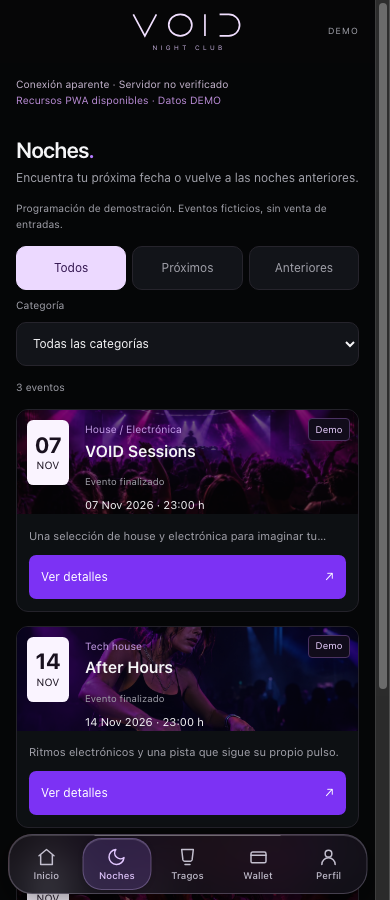 VOID
NIGHT CLUB
DEMO
Conexión aparente · Servidor no verificado
Recursos PWA disponibles · Datos DEMO
Noches.
Encuentra tu próxima fecha o vuelve a las noches anteriores.
Programación de demostración. Eventos ficticios, sin venta de
entradas.
Todos
Próximos
Anteriores
Categoría
Todas las categorías
3 eventos
07
NOV
House / Electrónica
Demo
VOID Sessions
Evento finalizado
07 Nov 2026 · 23:00 h
Una selección de house y electrónica para imaginar tu...
Ver detalles
14
NOV
Tech house
Demo
After Hours
Evento finalizado
14 Nov 2026 · 23:00 h
Ritmos electrónicos y una pista que sigue su propio pulso.
Ver detalles
Inicio
Noches
Tragos
Wallet
Perfil
NOV